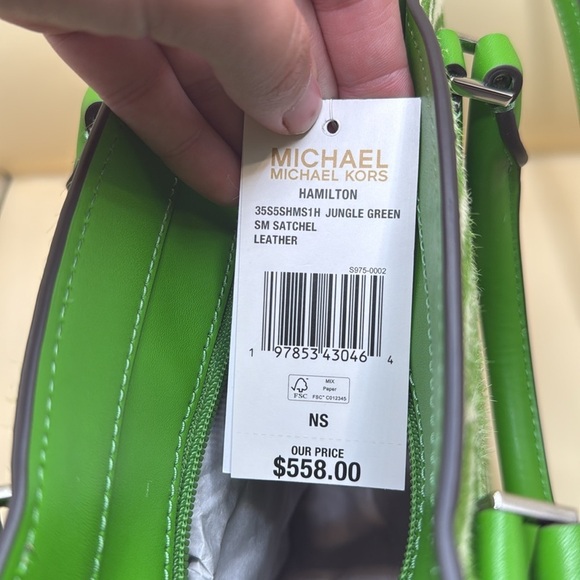 MICHAEL
MICHAEL KORS
HAMILTON
35S5SHMS1H JUNGLE GREEN
SM SATCHEL
LEATHER
S975-0002
1 97853 43046 4
FSC
MIX
Paper
FSC® C012345
NS
OUR PRICE
$558.00